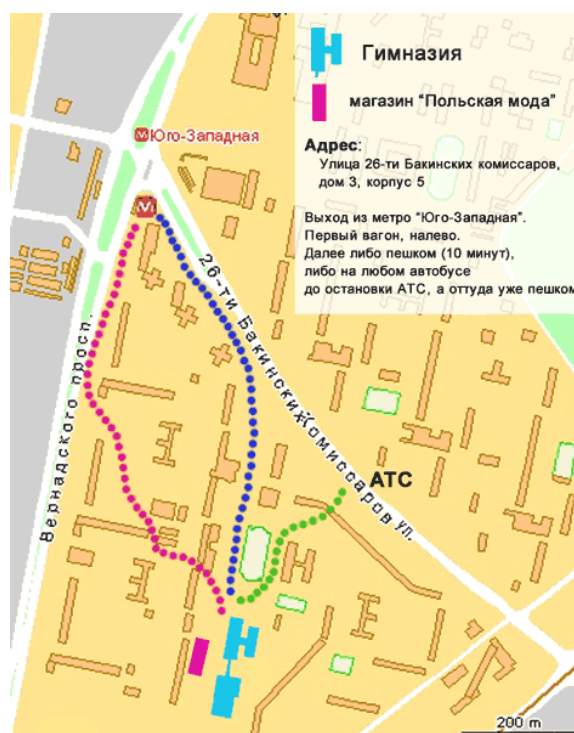 Гимназия
магазин "Польская мода"
Адрес:
Улица 26-ти Бакинских комиссаров,
дом 3, корпус 5
Выход из метро "Юго-Западная".
Первый вагон, налево.
Далее либо пешком (10 минут),
либо на любом автобусе
до остановки АТС, а оттуда уже пешком
М Юго-Западная
М
26-ти Бакинских Комиссаров ул.
Вернадского просп.
АТС
200 m